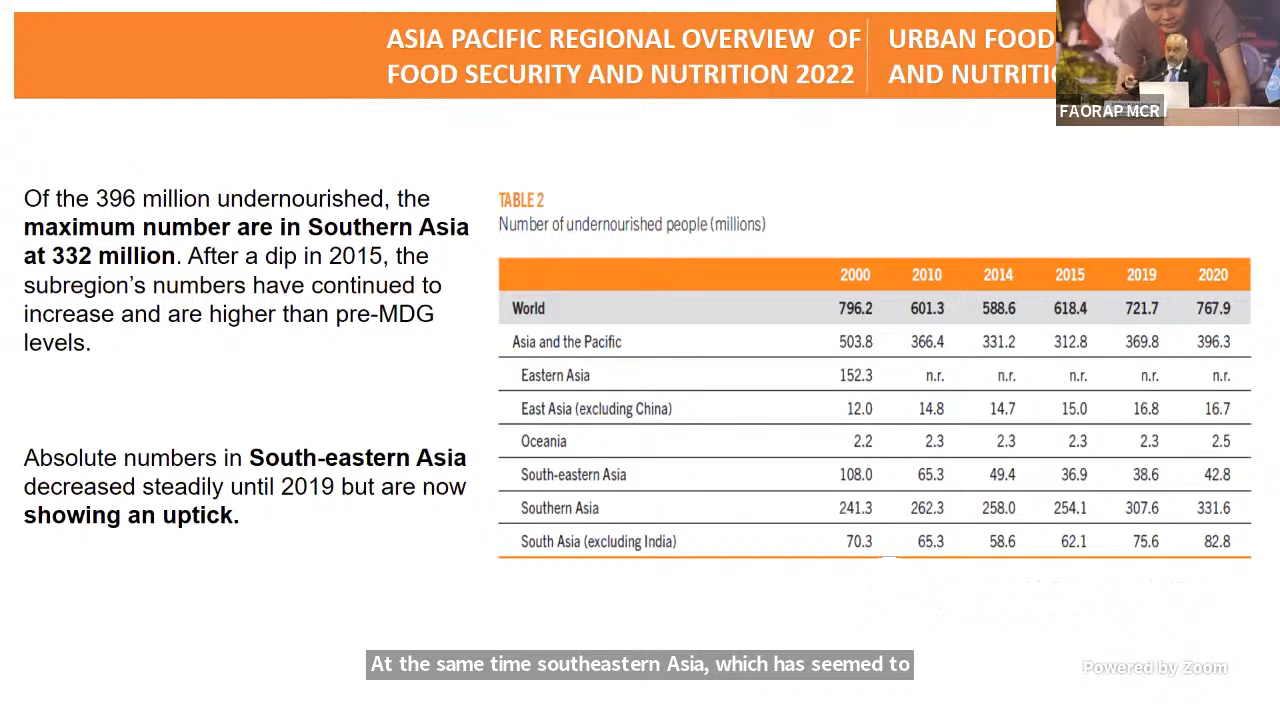 ASIA PACIFIC REGIONAL OVERVIEW OF
FOOD SECURITY AND NUTRITION 2022
URBAN FOOD
AND NUTRITI
FAORAP MCR
Of the 396 million undernourished, the
maximum number are in Southern Asia
at 332 million. After a dip in 2015, the
subregion's numbers have continued to
increase and are higher than pre-MDG
levels.
Absolute numbers in South-eastern Asia
decreased steadily until 2019 but are now
showing an uptick.
TABLE 2
Number of undernourished people (millions)
2000 2010 2014 2015 2019 2020
World 796.2 601.3 588.6 618.4 721.7 767.9
Asia and the Pacific 503.8 366.4 331.2 312.8 369.8 396.3
Eastern Asia 152.3 n.r. n.r. n.r. n.r. n.r.
East Asia (excluding China) 12.0 14.8 14.7 15.0 16.8 16.7
Oceania 2.2 2.3 2.3 2.3 2.3 2.5
South-eastern Asia 108.0 65.3 49.4 36.9 38.6 42.8
Southern Asia 241.3 262.3 258.0 254.1 307.6 331.6
South Asia (excluding India) 70.3 65.3 58.6 62.1 75.6 82.8
At the same time southeastern Asia, which has seemed to
Powered by Zoom